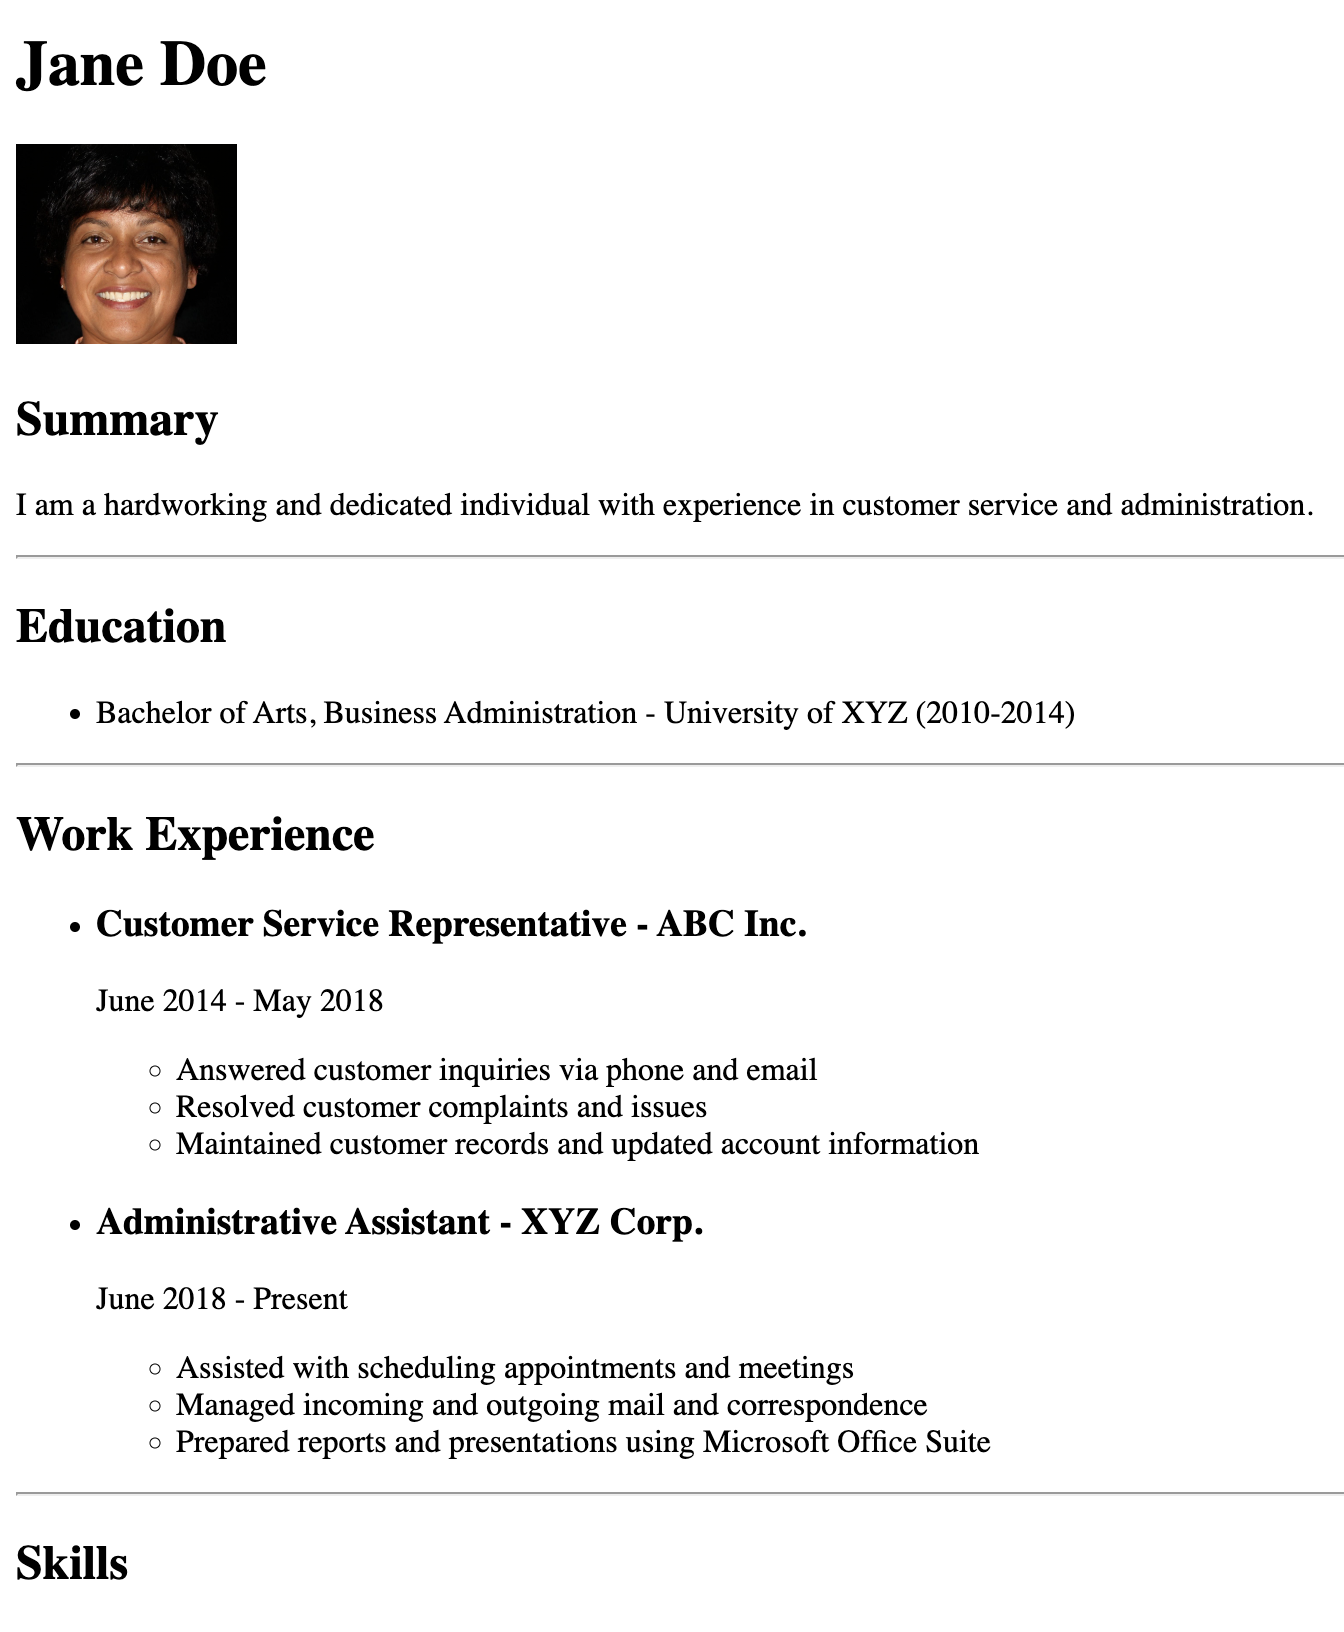 Jane Doe
Summary
I am a hardworking and dedicated individual with experience in customer service and administration.
Education
Bachelor of Arts, Business Administration - University of XYZ (2010-2014)
Work Experience
Customer Service Representative - ABC Inc.
June 2014 - May 2018
Answered customer inquiries via phone and email
Resolved customer complaints and issues
Maintained customer records and updated account information
Administrative Assistant - XYZ Corp.
June 2018 - Present
Assisted with scheduling appointments and meetings
Managed incoming and outgoing mail and correspondence
Prepared reports and presentations using Microsoft Office Suite
Skills